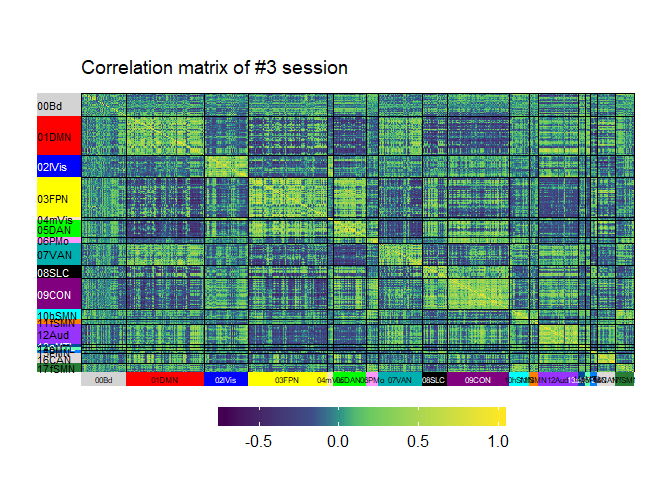 Correlation matrix of #3 session
00Bd
01DMN
02lVis
03FPN
04mVis
05DAN
06PMo
07VAN
08SLC
09CON
10hSMN
11fSMN
12Aud
16CAN
17fSMN
00Bd 01DMN 02lVis 03FPN 05DAN 07VAN 08SLC 09CON 12Aud
-0.5 0.0 0.5 1.0